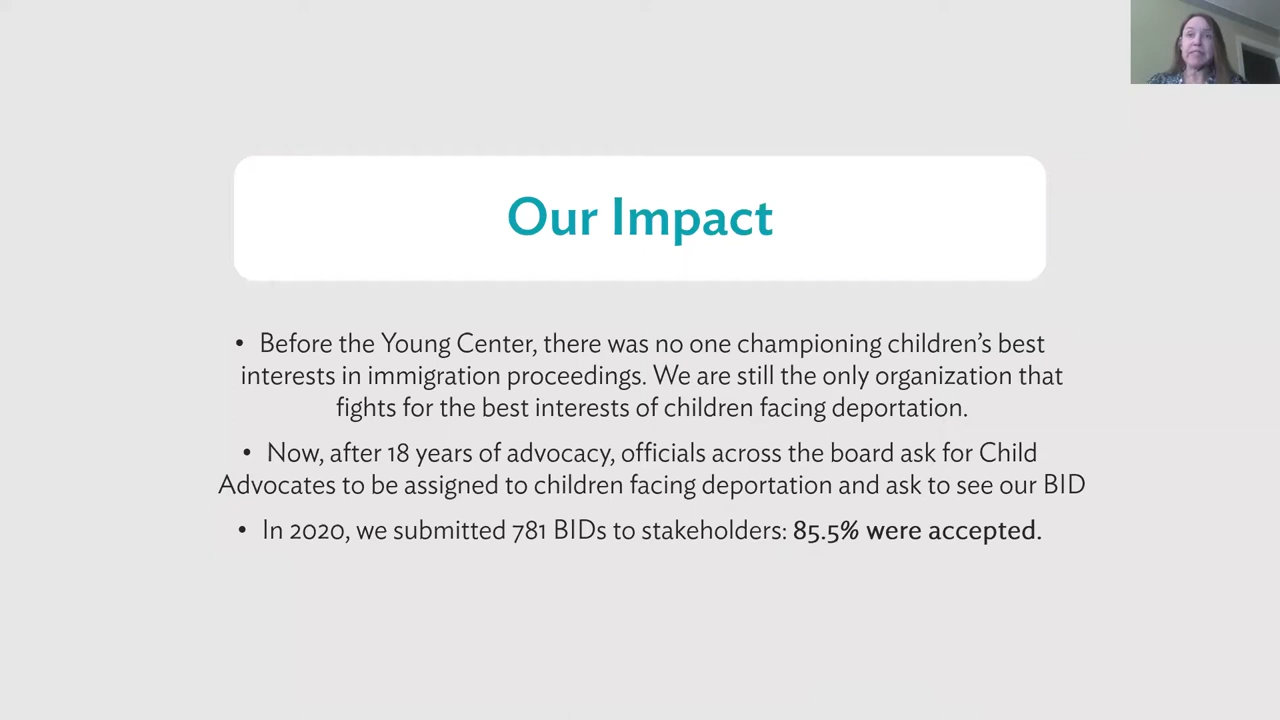 Our Impact
• Before the Young Center, there was no one championing children’s best
interests in immigration proceedings. We are still the only organization that
fights for the best interests of children facing deportation.
• Now, after 18 years of advocacy, officials across the board ask for Child
Advocates to be assigned to children facing deportation and ask to see our BID
• In 2020, we submitted 781 BIDs to stakeholders: 85.5% were accepted.